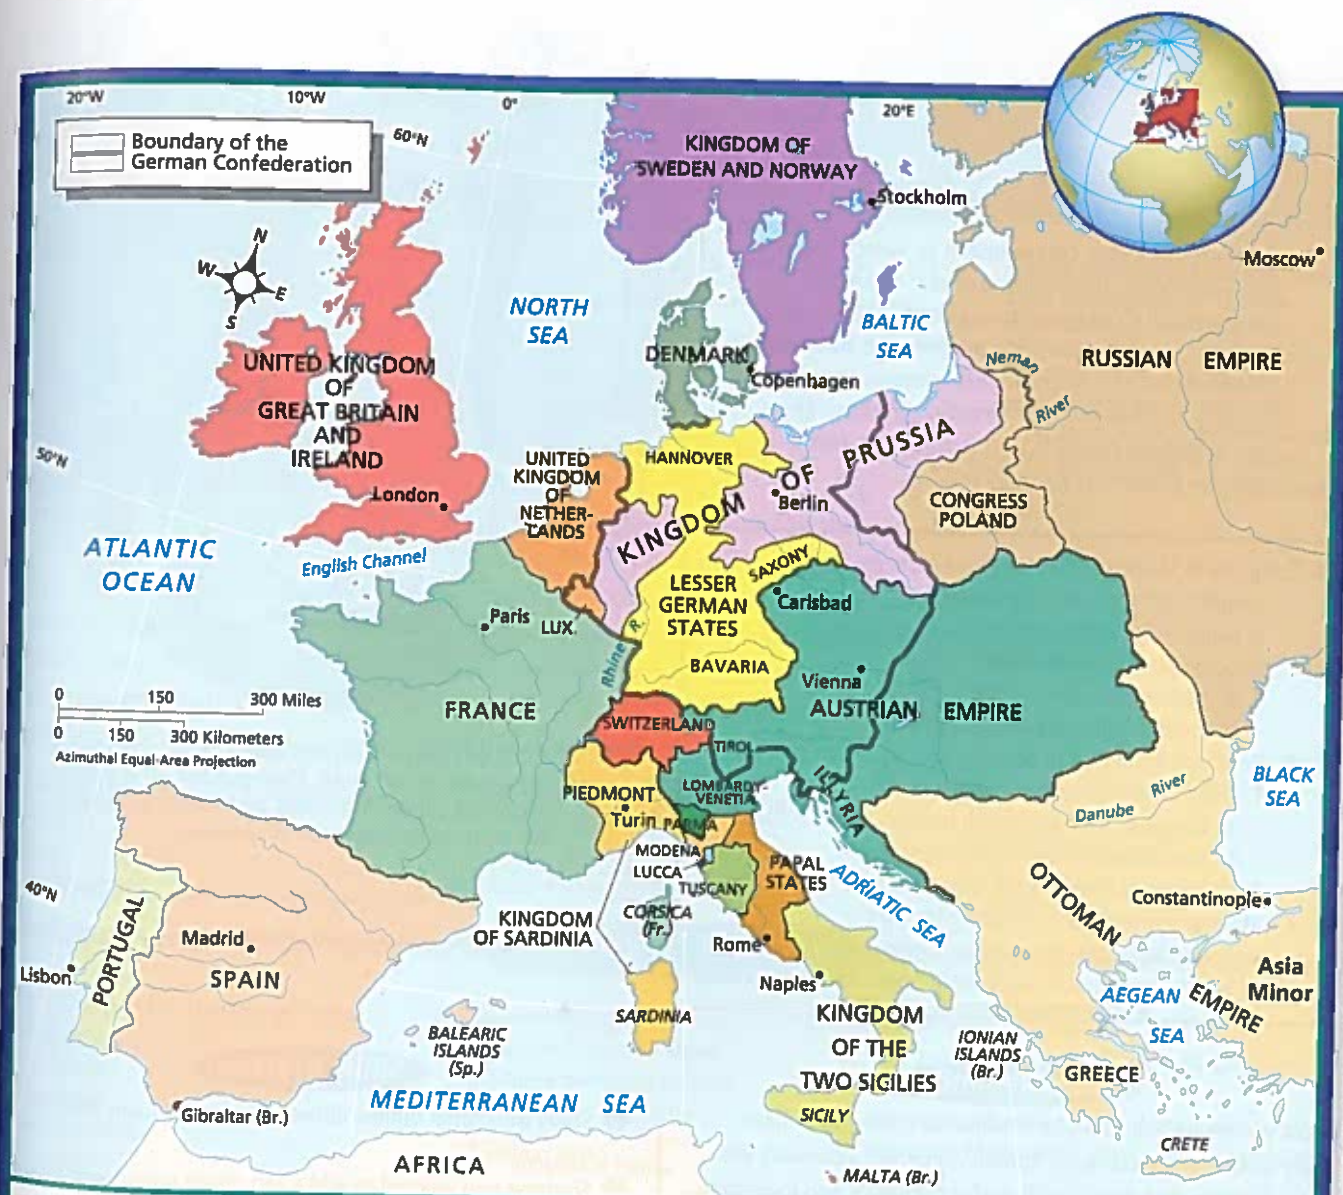 20°W
10°W
0°
20°E
60°N
Boundary of the
German Confederation
N
W
E
S
KINGDOM OF
SWEDEN AND NORWAY
Stockholm
Moscow
NORTH
SEA
BALTIC
SEA
RUSSIAN EMPIRE
Neman
River
DENMARK
Copenhagen
UNITED KINGDOM
OF
GREAT BRITAIN
AND
IRELAND
London
50°N
UNITED
KINGDOM
OF
NETHER-
LANDS
HANNOVER
KINGDOM OF PRUSSIA
Berlin
CONGRESS
POLAND
ATLANTIC
OCEAN
English Channel
LESSER
GERMAN
STATES
SAXONY
Carlsbad
Paris
LUX.
Rhine R.
BAVARIA
Vienna
AUSTRIAN EMPIRE
FRANCE
SWITZERLAND
TIROL
0 150 300 Miles
0 150 300 Kilometers
Azimuthal Equal-Area Projection
PIEDMONT
Turin
LOMBARDY-
VENETIA
ILLYRIA
PARMA
MODENA
LUCCA
TUSCANY
PAPAL
STATES
Danube River
BLACK
SEA
ADRIATIC SEA
OTTOMAN EMPIRE
Constantinople
40°N
PORTUGAL
Lisbon
Madrid
SPAIN
KINGDOM
OF SARDINIA
CORSICA
(Fr.)
Rome
Naples
SARDINIA
KINGDOM
OF THE
TWO SIGILIES
SICILY
BALEARIC
ISLANDS
(Sp.)
IONIAN
ISLANDS
(Br.)
AEGEAN
SEA
Asia
Minor
GREECE
CRETE
MEDITERRANEAN SEA
Gibraltar (Br.)
AFRICA
MALTA (Br.)